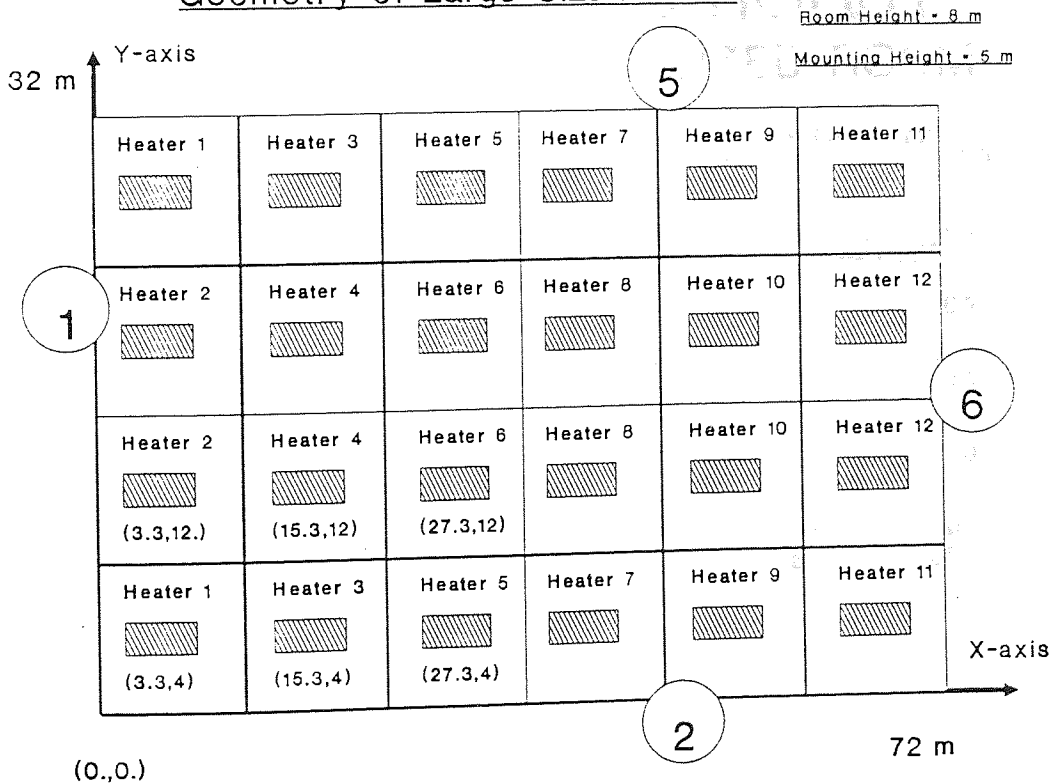 Room Height = 8 m
Mounting Height = 5 m
Y-axis
32 m
5
Heater 1 Heater 3 Heater 5 Heater 7 Heater 9 Heater 11
Heater 2 Heater 4 Heater 6 Heater 8 Heater 10 Heater 12
1
6
Heater 2 Heater 4 Heater 6 Heater 8 Heater 10 Heater 12
(3.3,12.) (15.3,12) (27.3,12)
Heater 1 Heater 3 Heater 5 Heater 7 Heater 9 Heater 11
(3.3,4) (15.3,4) (27.3,4)
X-axis
2
72 m
(0.,0.)